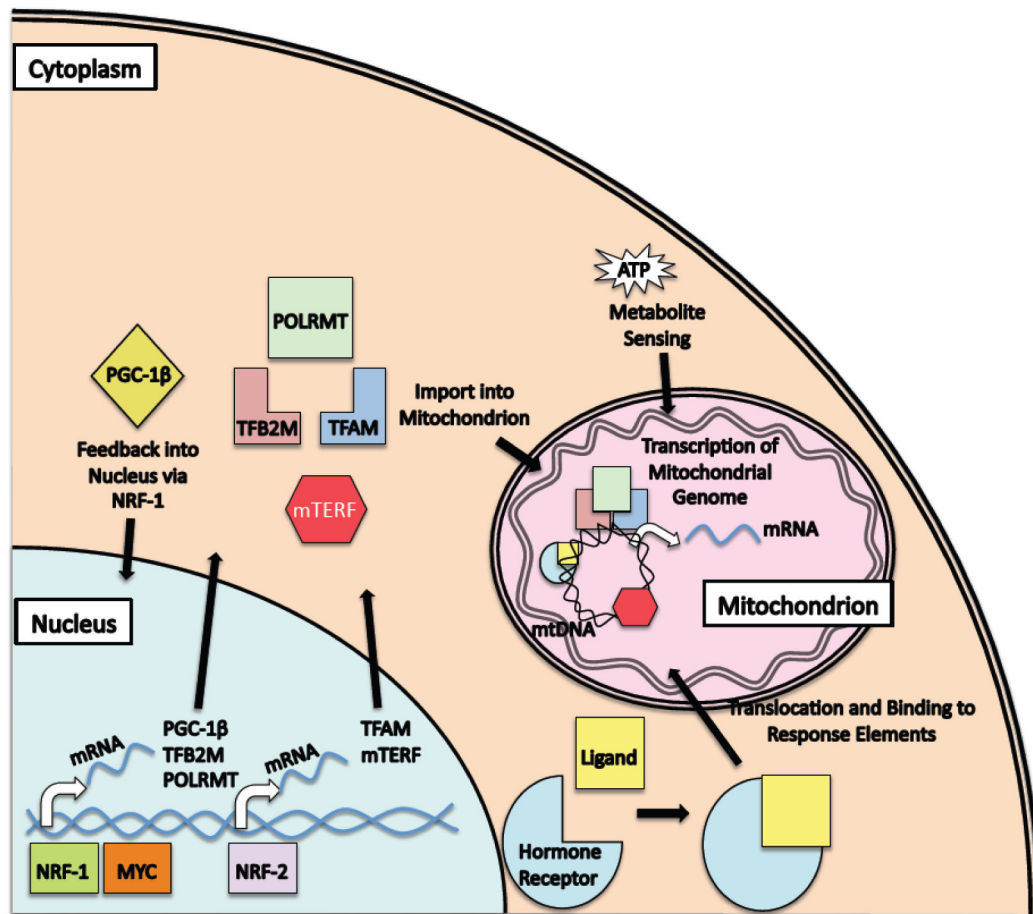 Cytoplasm
ATP
Metabolite
Sensing
POLRMT
PGC-1β
TFB2M
TFAM
Import into
Mitochondrion
Feedback into
Nucleus via
NRF-1
mTERF
Transcription of
Mitochondrial
Genome
mRNA
Mitochondrion
mtDNA
Nucleus
Translocation and Binding to
Response Elements
mRNA
PGC-1β
TFB2M
POLRMT
mRNA
TFAM
mTERF
Ligand
Hormone
Receptor
NRF-1
MYC
NRF-2